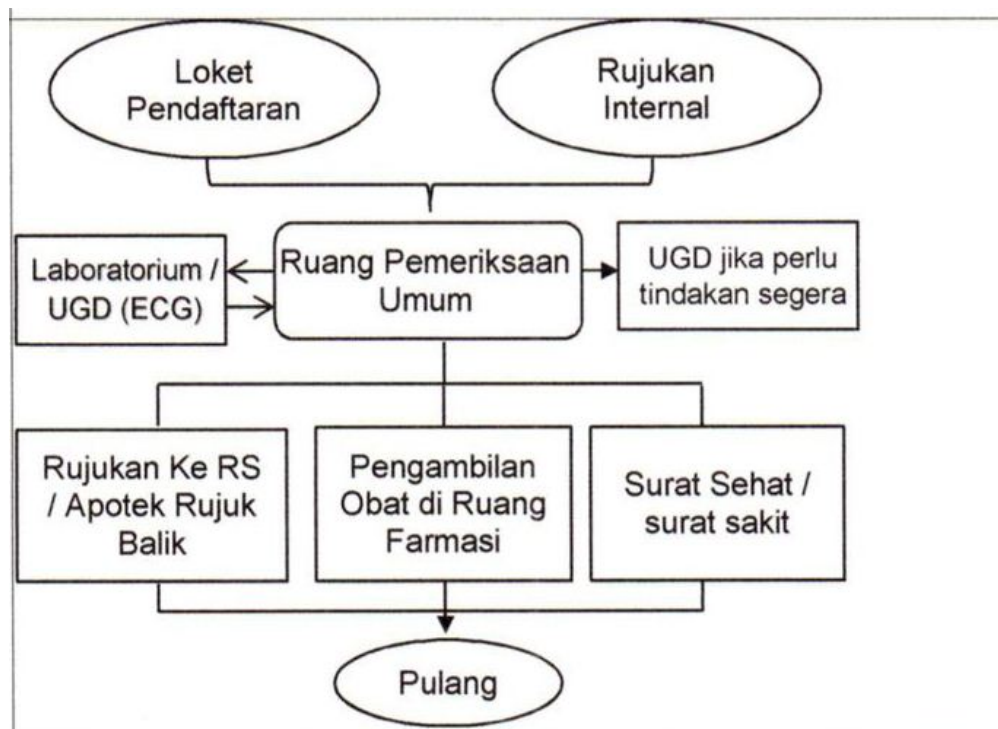 Loket
Pendaftaran
Rujukan
Internal
Laboratorium /
UGD (ECG)
Ruang Pemeriksaan
Umum
UGD jika perlu
tindakan segera
Rujukan Ke RS
/ Apotek Rujuk
Balik
Pengambilan
Obat di Ruang
Farmasi
Surat Sehat /
surat sakit
Pulang